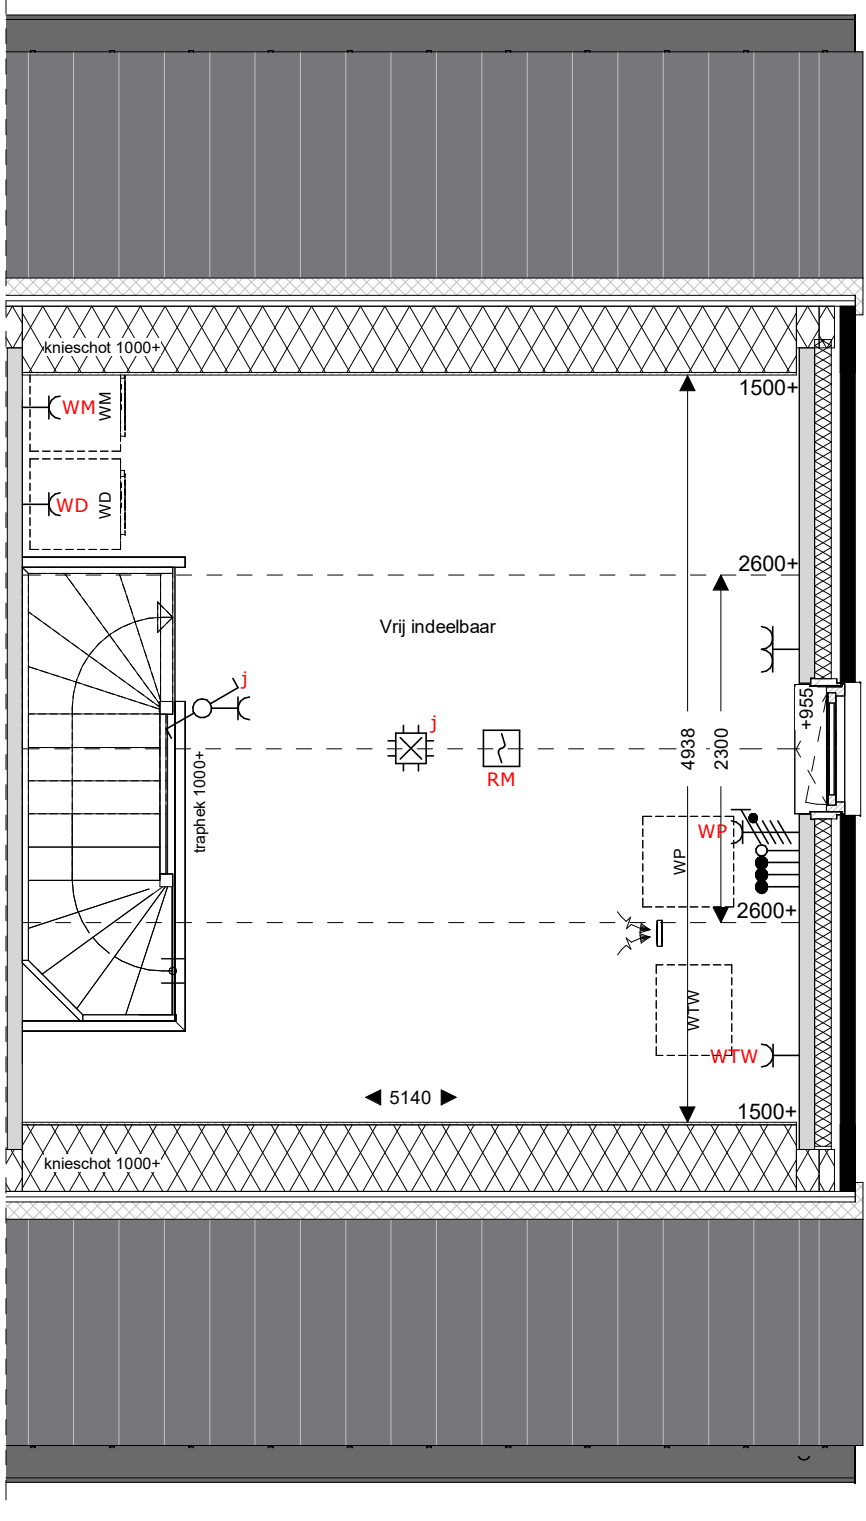 knieschot 1000+
1500+
WM
WM
WD
WD
2600+
Vrij indeelbaar
j
+955
j
4938
2300
RM
traphek 1000+
WP
WP
2600+
WTW
WTW
5140
1500+
knieschot 1000+